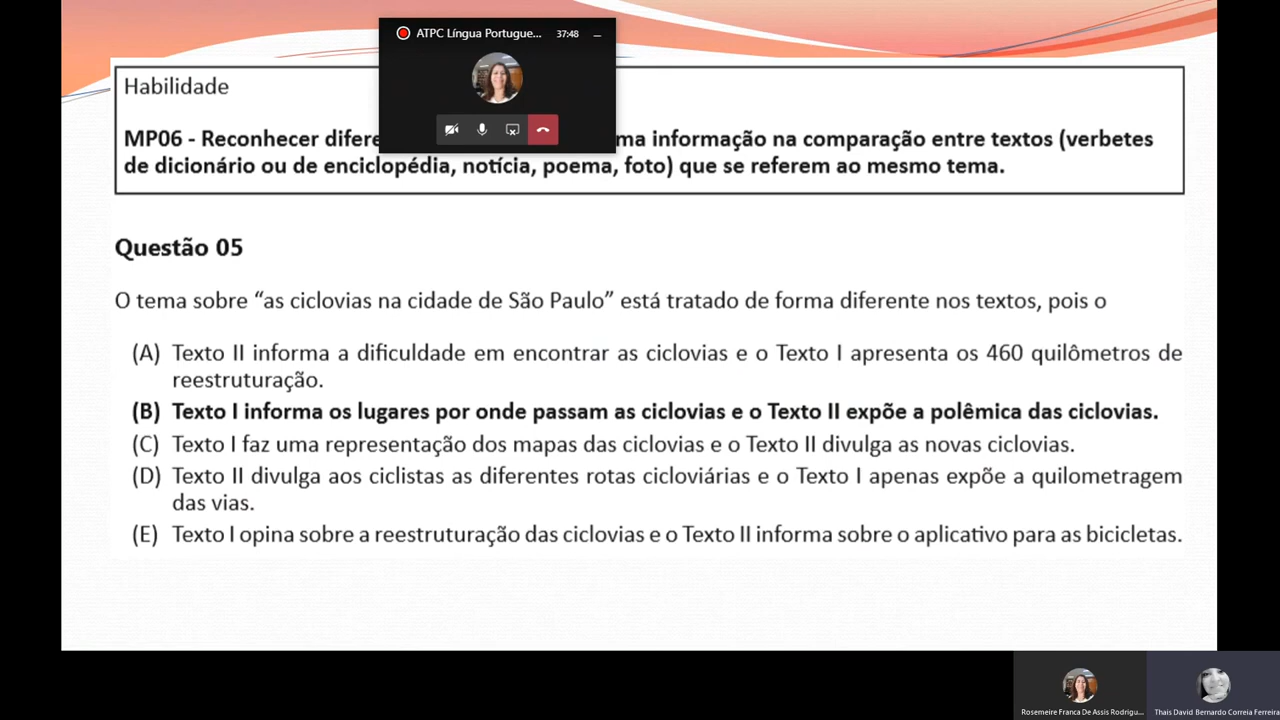 ATPC Língua Portugue...
37:48
Habilidade
MP06 - Reconhecer difere ma informação na comparação entre textos (verbetes
de dicionário ou de enciclopédia, notícia, poema, foto) que se referem ao mesmo tema.
Questão 05
O tema sobre “as ciclovias na cidade de São Paulo” está tratado de forma diferente nos textos, pois o
(A) Texto II informa a dificuldade em encontrar as ciclovias e o Texto I apresenta os 460 quilômetros de
reestruturação.
(B) Texto I informa os lugares por onde passam as ciclovias e o Texto II expõe a polêmica das ciclovias.
(C) Texto I faz uma representação dos mapas das ciclovias e o Texto II divulga as novas ciclovias.
(D) Texto II divulga aos ciclistas as diferentes rotas cicloviárias e o Texto I apenas expõe a quilometragem
das vias.
(E) Texto I opina sobre a reestruturação das ciclovias e o Texto II informa sobre o aplicativo para as bicicletas.
Rosemeire Franca De Assis Rodrigu...
Thais David Bernardo Correia Ferreira